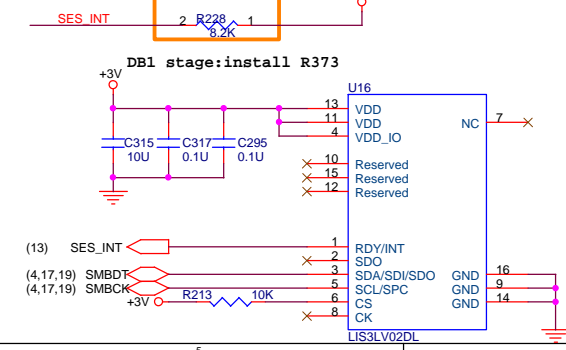 SES_INT 2 R228 1
8.2K
DB1 stage:install R373
+3V
U16
13 VDD
11 VDD NC 7
4 VDD_IO
C315 C317 C295
10U 0.1U 0.1U
10 Reserved
15 Reserved
12 Reserved
(13) SES_INT 1 RDY/INT
2 SDO
(4,17,19) SMBDT 3 SDA/SDI/SDO GND 16
(4,17,19) SMBCK 5 SCL/SPC GND 9
+3V R213 10K 6 CS GND 14
8 CK
LIS3LV02DL